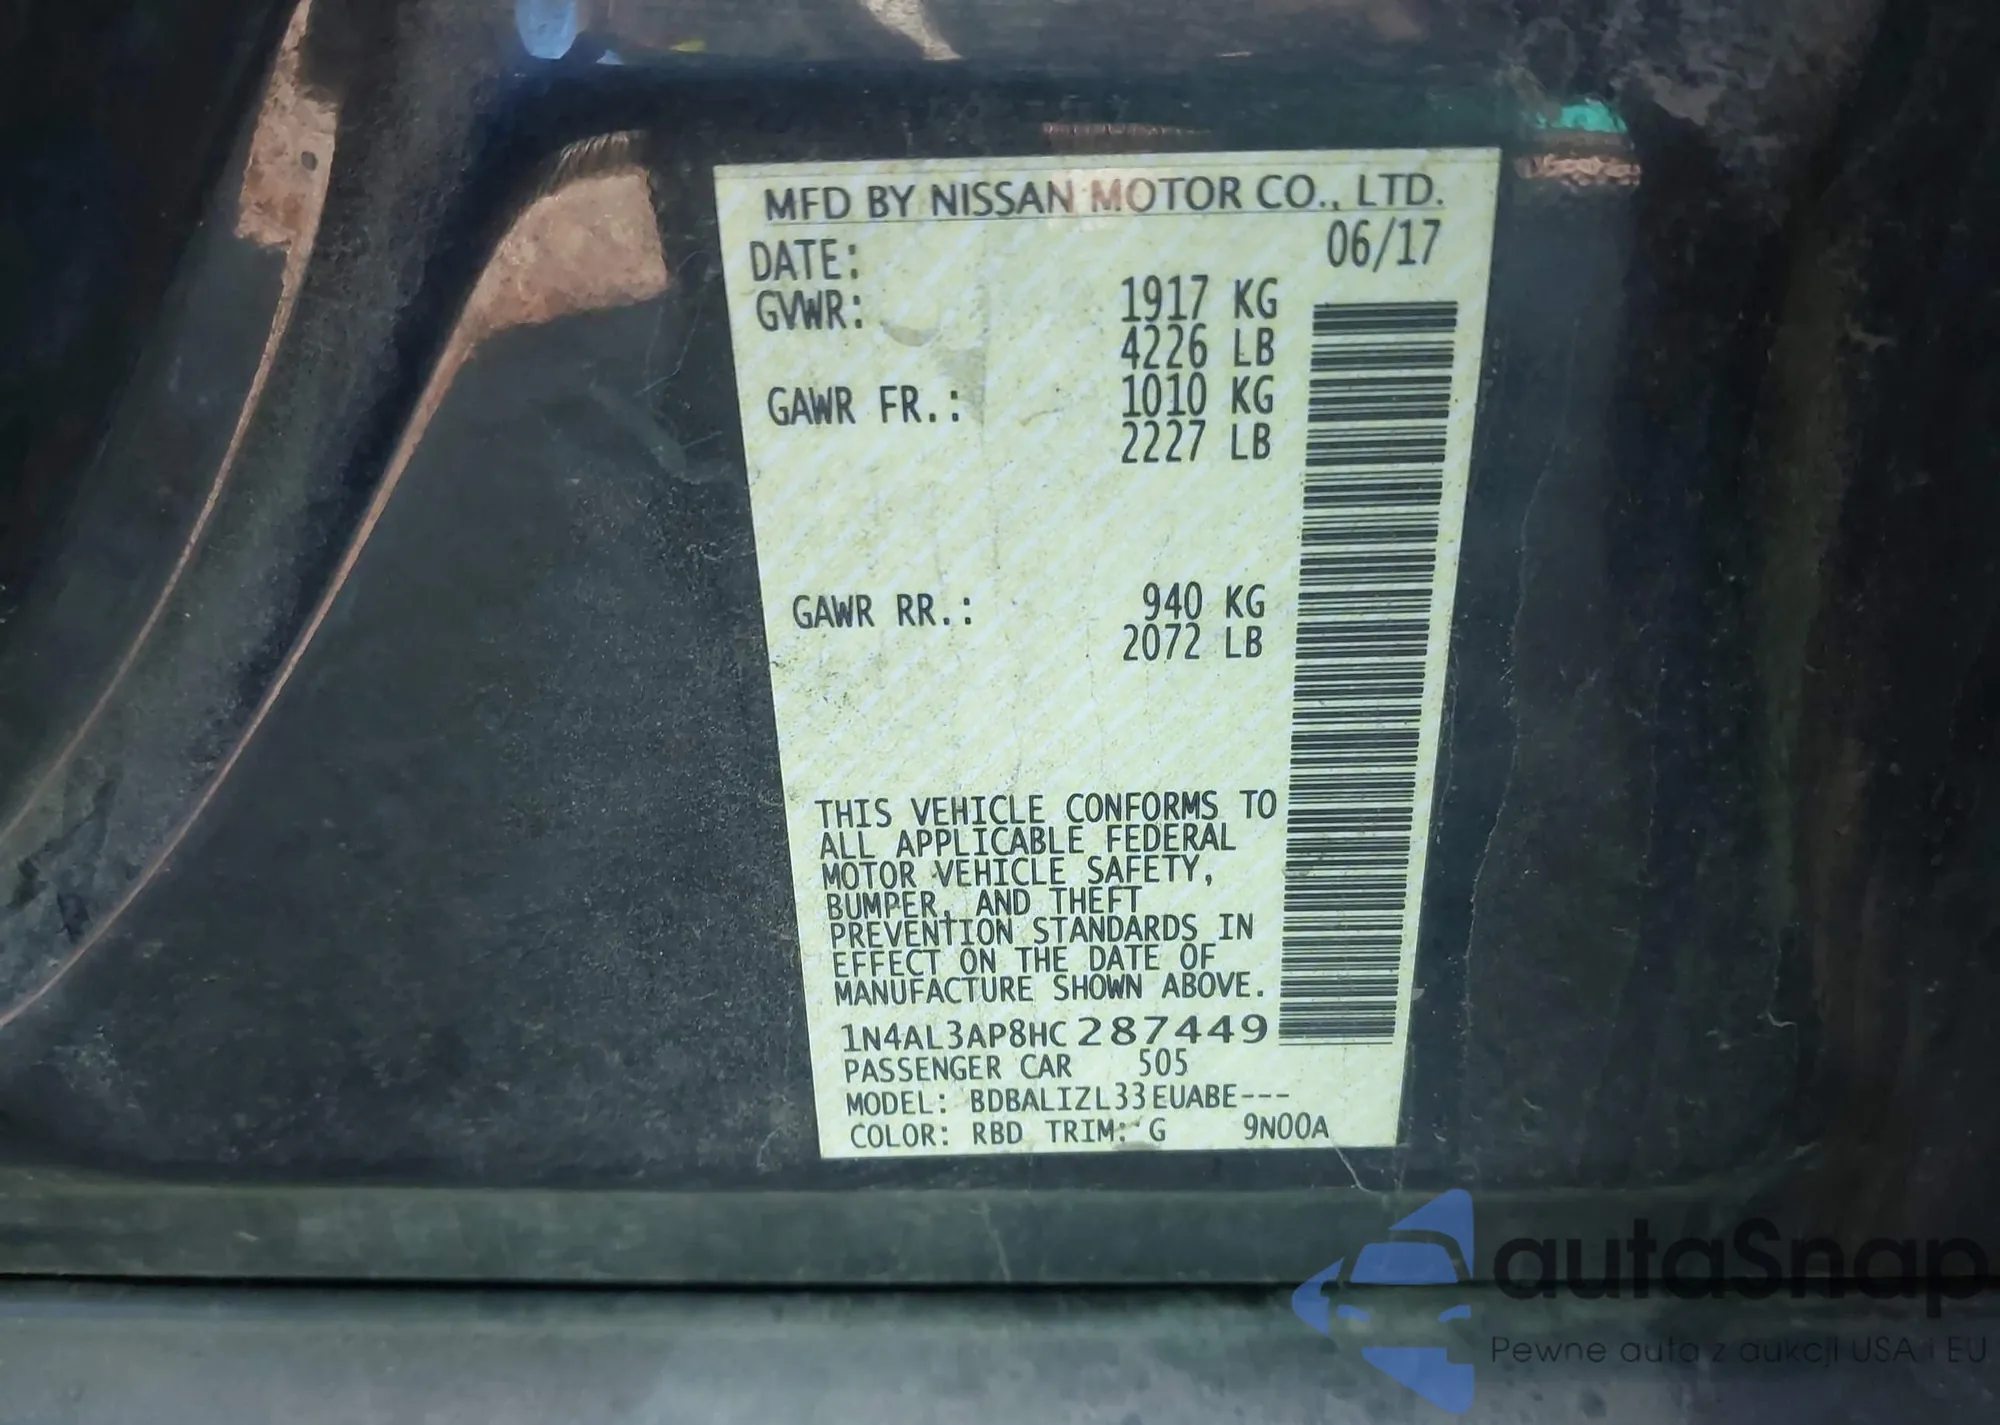 MFD BY NISSAN MOTOR CO., LTD.
DATE: 06/17
GVWR: 1917 KG
4226 LB
GAWR FR.: 1010 KG
2227 LB
GAWR RR.: 940 KG
2072 LB
THIS VEHICLE CONFORMS TO
ALL APPLICABLE FEDERAL
MOTOR VEHICLE SAFETY,
BUMPER, AND THEFT
PREVENTION STANDARDS IN
EFFECT ON THE DATE OF
MANUFACTURE SHOWN ABOVE.
1N4AL3AP8HC287449
PASSENGER CAR 505
MODEL: BDBALIZL33EUABE---
COLOR: RBD TRIM: G 9N00A
autaSnap
Pewne auta z aukcji USA i EU